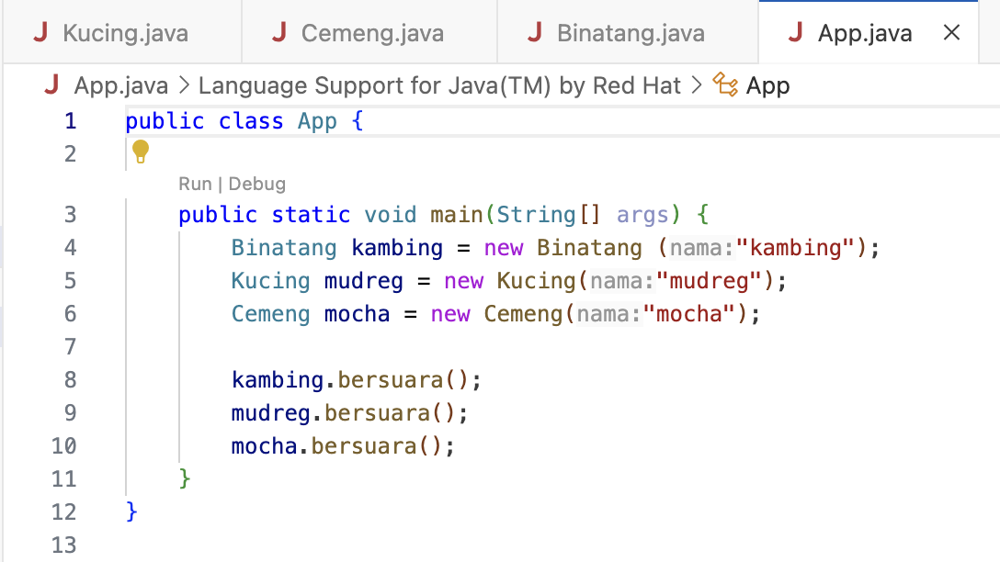 J Kucing.java J Cemeng.java J Binatang.java J App.java ×
J App.java > Language Support for Java(TM) by Red Hat > App
1 public class App {
2
Run | Debug
3 public static void main(String[] args) {
4 Binatang kambing = new Binatang (nama:"kambing");
5 Kucing mudreg = new Kucing(nama:"mudreg");
6 Cemeng mocha = new Cemeng(nama:"mocha");
7
8 kambing.bersuara();
9 mudreg.bersuara();
10 mocha.bersuara();
11 }
12 }
13